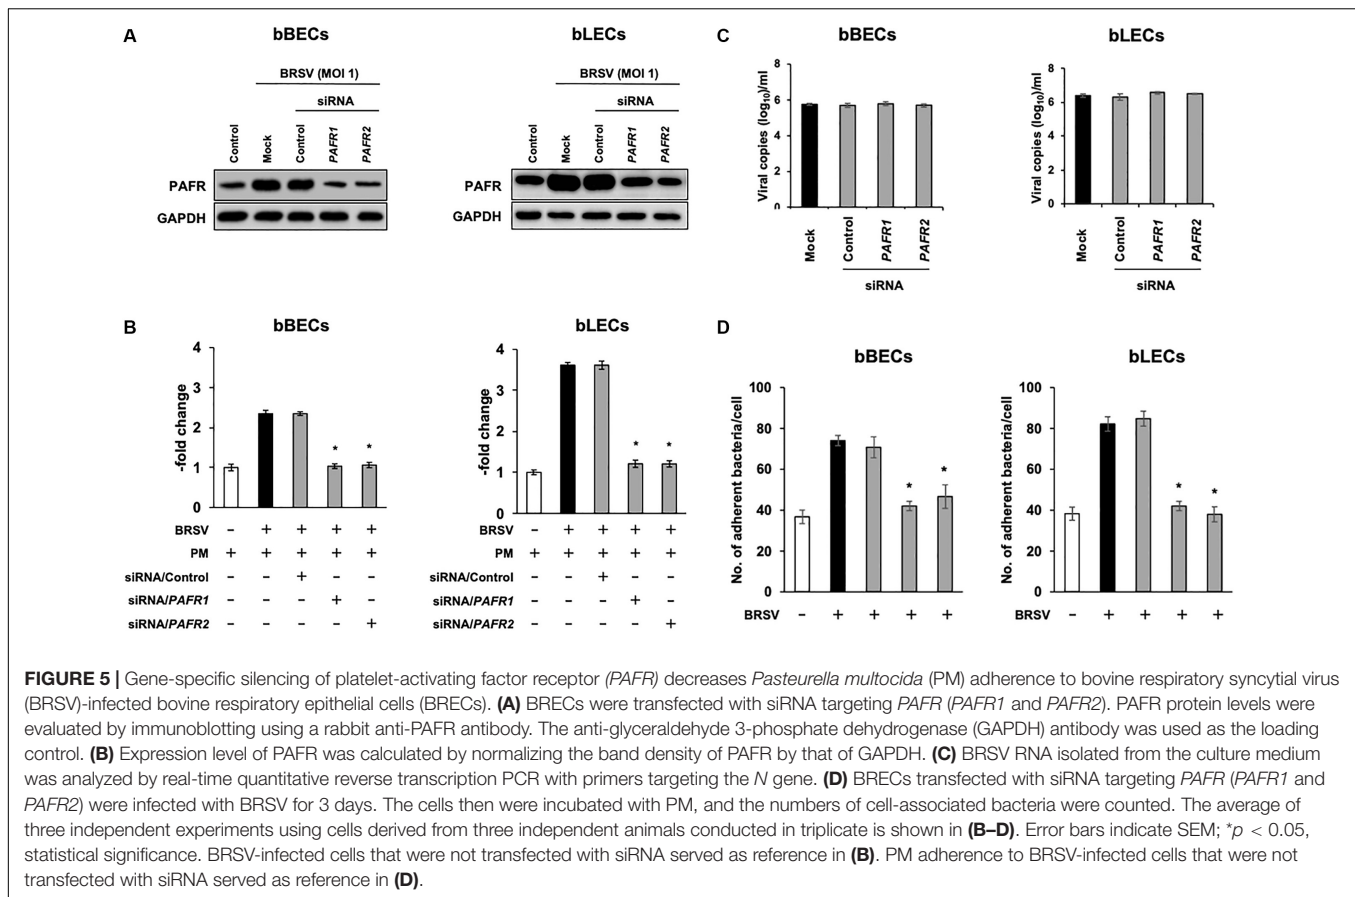 A
bBECs
BRSV (MOI 1)
siRNA
Control
Mock
Control
PAFR1
PAFR2
PAFR
GAPDH
bLECs
BRSV (MOI 1)
siRNA
Control
Mock
Control
PAFR1
PAFR2
PAFR
GAPDH
C
bBECs
Viral copies (log10)/ml
8
6
4
2
0
Mock
Control
PAFR1
PAFR2
siRNA
bLECs
Viral copies (log10)/ml
8
6
4
2
0
Mock
Control
PAFR1
PAFR2
siRNA
B
bBECs
-fold change
4
3
2
1
0
* *
BRSV – + + + +
PM + + + + +
siRNA/Control – – + – –
siRNA/PAFR1 – – – + –
siRNA/PAFR2 – – – – +
bLECs
-fold change
4
3
2
1
0
* *
BRSV – + + + +
PM + + + + +
siRNA/Control – – + – –
siRNA/PAFR1 – – – + –
siRNA/PAFR2 – – – – +
D
bBECs
No. of adherent bacteria/cell
100
80
60
40
20
0
* *
BRSV – + + + +
bLECs
No. of adherent bacteria/cell
100
80
60
40
20
0
* *
BRSV – + + + +
FIGURE 5 | Gene-specific silencing of platelet-activating factor receptor (PAFR) decreases Pasteurella multocida (PM) adherence to bovine respiratory syncytial virus
(BRSV)-infected bovine respiratory epithelial cells (BRECs). (A) BRECs were transfected with siRNA targeting PAFR (PAFR1 and PAFR2). PAFR protein levels were
evaluated by immunoblotting using a rabbit anti-PAFR antibody. The anti-glyceraldehyde 3-phosphate dehydrogenase (GAPDH) antibody was used as the loading
control. (B) Expression level of PAFR was calculated by normalizing the band density of PAFR by that of GAPDH. (C) BRSV RNA isolated from the culture medium
was analyzed by real-time quantitative reverse transcription PCR with primers targeting the N gene. (D) BRECs transfected with siRNA targeting PAFR (PAFR1 and
PAFR2) were infected with BRSV for 3 days. The cells then were incubated with PM, and the numbers of cell-associated bacteria were counted. The average of
three independent experiments using cells derived from three independent animals conducted in triplicate is shown in (B–D). Error bars indicate SEM; *p < 0.05,
statistical significance. BRSV-infected cells that were not transfected with siRNA served as reference in (B). PM adherence to BRSV-infected cells that were not
transfected with siRNA served as reference in (D).